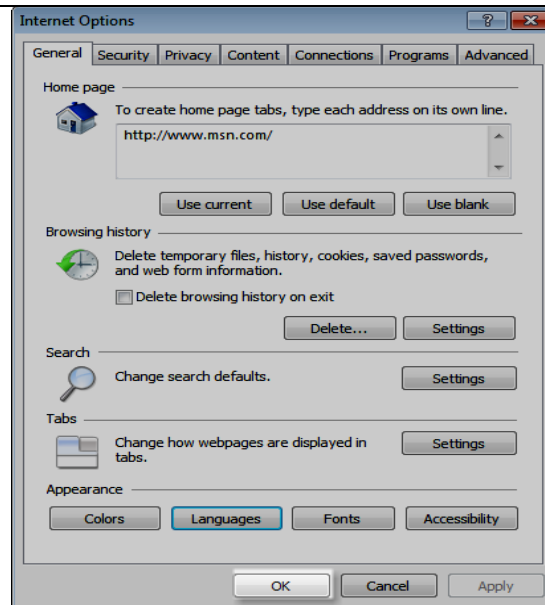 Internet Options
General Security Privacy Content Connections Programs Advanced
Home page
To create home page tabs, type each address on its own line.
http://www.msn.com/
Use current Use default Use blank
Browsing history
Delete temporary files, history, cookies, saved passwords,
and web form information.
Delete browsing history on exit
Delete... Settings
Search
Change search defaults.
Settings
Tabs
Change how webpages are displayed in
tabs.
Settings
Appearance
Colors Languages Fonts Accessibility
OK Cancel Apply